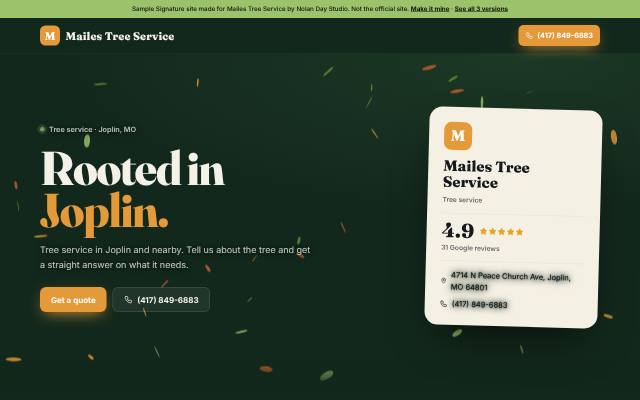 Sample Signature site made for Mailes Tree Service by Nolan Day Studio. Not the official site. Make it mine · See all 3 versions
M Mailes Tree Service
(417) 849-6883
Tree service · Joplin, MO
Rooted in
Joplin.
Tree service in Joplin and nearby. Tell us about the tree and get
a straight answer on what it needs.
Get a quote
(417) 849-6883
M
Mailes Tree
Service
Tree service
4.9 ★★★★★
31 Google reviews
4714 N Peace Church Ave, Joplin,
MO 64801
(417) 849-6883